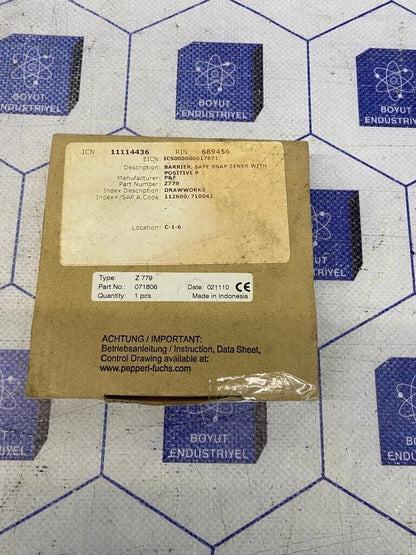 BOYUT
ENDUSTRIYEL
BOYUT
ENDUSTRIYEL
ICN 11114436 RIN 689456
EICN: ICS000000017871
Description: BARRIER, SAFE SNAP ZENER WITH
POSITIVE P
Manufacturer: P&F
Part Number: Z779
Index Description: DRAWWORKS
Index#/SAP A.Code: 112600/710042
Location: C-1-6
Type: Z 779
Part No.: 071806 Date: 021110 CE
Quantity: 1 pcs Made in Indonesia
ACHTUNG / IMPORTANT:
Betriebsanleitung / Instruction, Data Sheet,
Control Drawing available at:
www.pepperl-fuchs.com
BOYUT
ENDUSTRIYEL
BOYUT
ENDUSTRIYEL